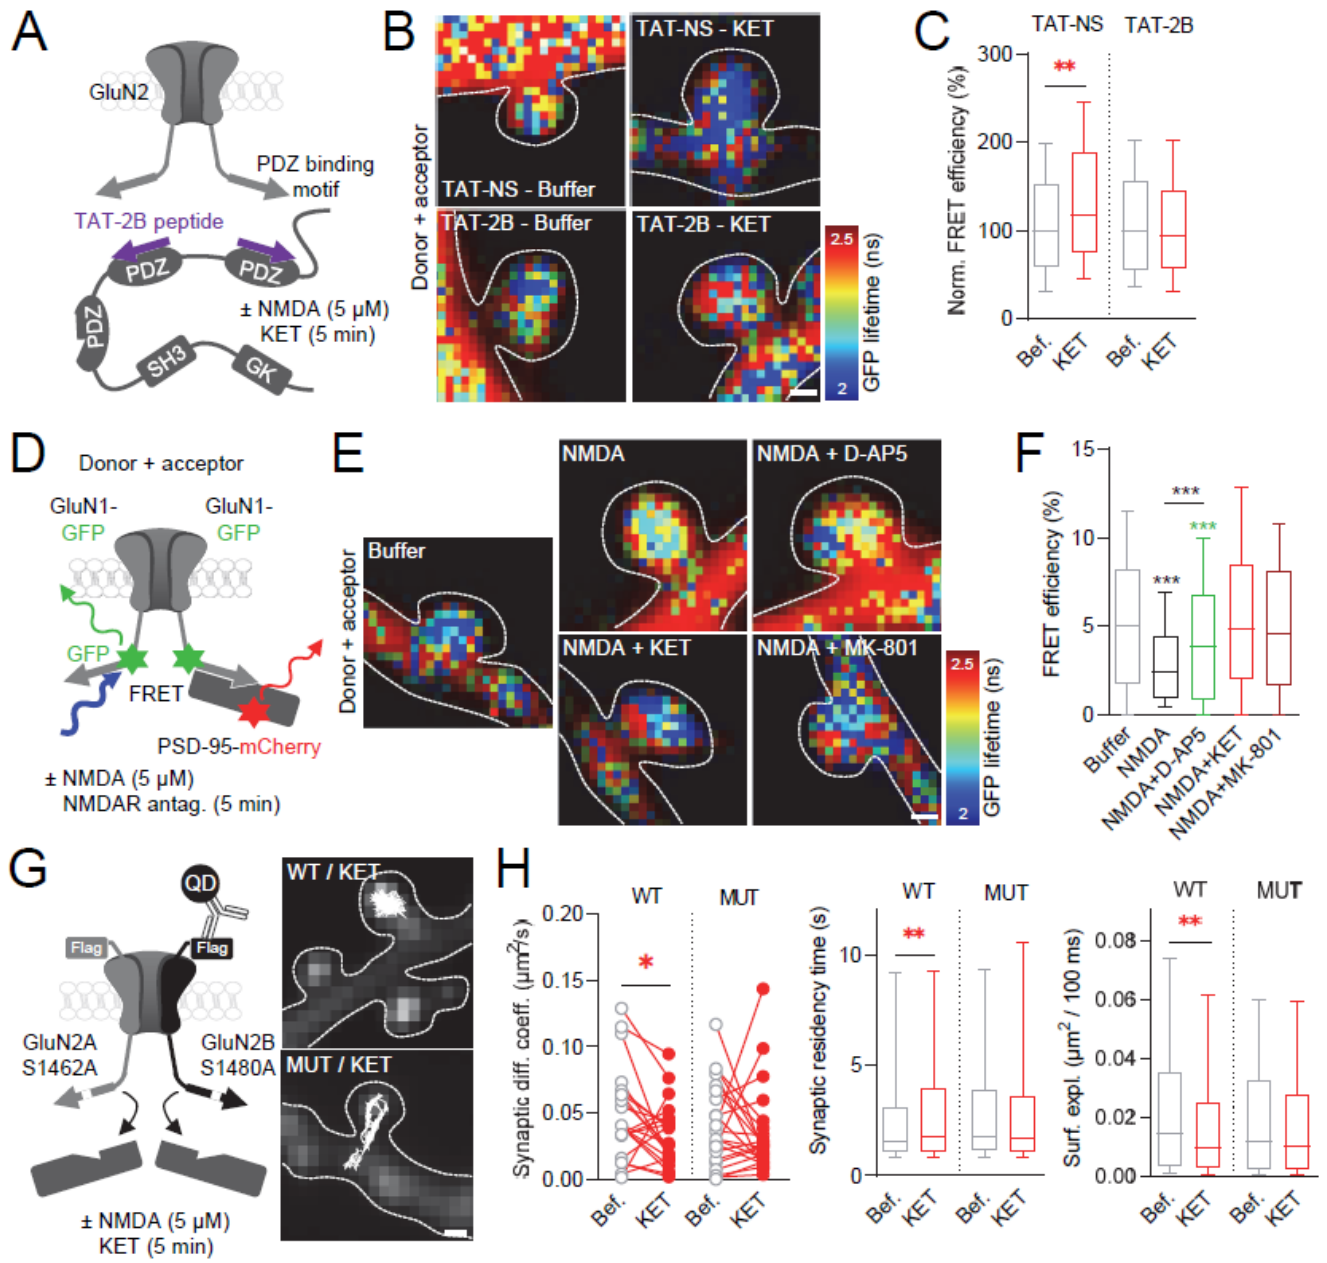 A
GluN2
PDZ binding
motif
TAT-2B peptide
PDZ
PDZ
PDZ
SH3
GK
± NMDA (5 µM)
KET (5 min)
B
Donor + acceptor
TAT-NS - Buffer
TAT-NS - KET
TAT-2B - Buffer
TAT-2B - KET
2.5
2
GFP lifetime (ns)
C
TAT-NS
TAT-2B
Norm. FRET efficiency (%)
300
200
100
0
**
Bef.
KET
Bef.
KET
D
Donor + acceptor
GluN1-
GFP
GluN1-
GFP
GFP
FRET
PSD-95-mCherry
± NMDA (5 µM)
NMDAR antag. (5 min)
E
Donor + acceptor
Buffer
NMDA
NMDA + D-AP5
NMDA + KET
NMDA + MK-801
2.5
2
GFP lifetime (ns)
F
FRET efficiency (%)
15
10
5
0
***
***
***
Buffer
NMDA
NMDA+D-AP5
NMDA+KET
NMDA+MK-801
G
QD
Flag
Flag
GluN2A
S1462A
GluN2B
S1480A
± NMDA (5 µM)
KET (5 min)
WT / KET
MUT / KET
H
WT
MUT
Synaptic diff. coeff. (µm²/s)
0.20
0.15
0.10
0.05
0.00
*
Bef.
KET
Bef.
KET
WT
MUT
Synaptic residency time (s)
10
5
0
**
Bef.
KET
Bef.
KET
WT
MUT
Surf. expl. (µm² / 100 ms)
0.08
0.06
0.04
0.02
0.00
**
Bef.
KET
Bef.
KET